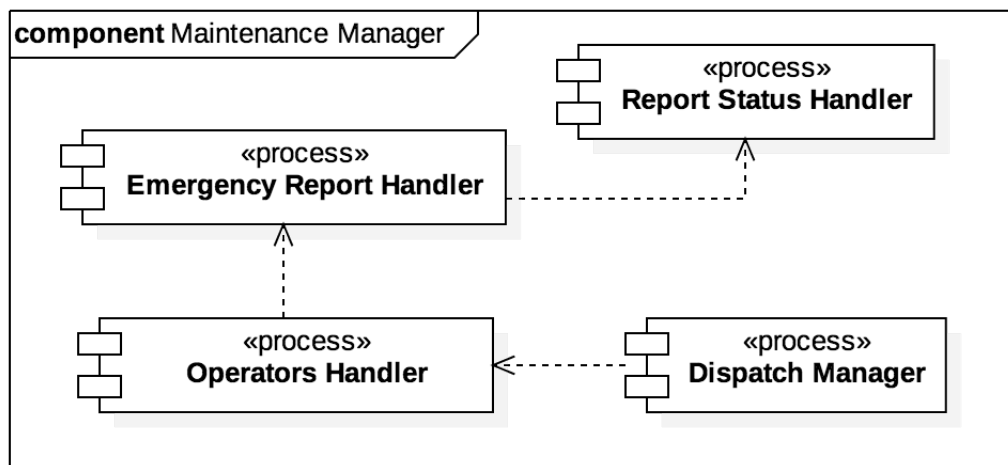 component Maintenance Manager
«process»
Report Status Handler
«process»
Emergency Report Handler
«process»
Operators Handler
«process»
Dispatch Manager